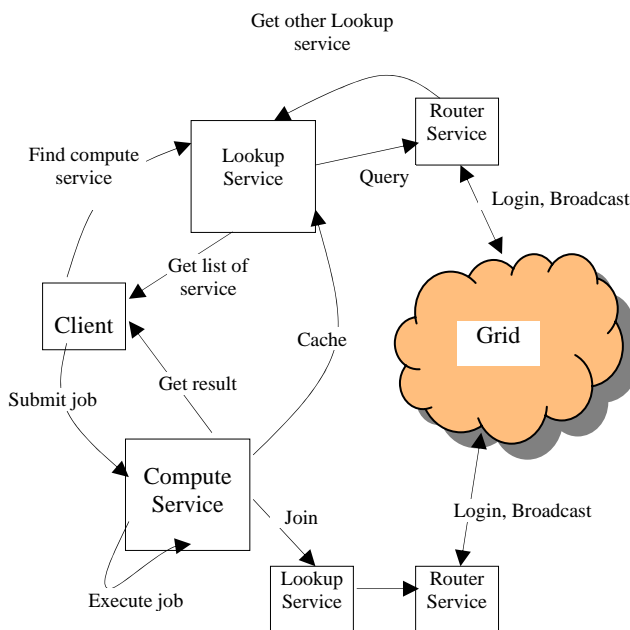 Get other Lookup
service
Router
Service
Find compute
service
Lookup
Service
Query
Login, Broadcast
Get list of
service
Client
Grid
Cache
Get result
Submit job
Compute
Service
Join
Login, Broadcast
Execute job
Lookup
Service
Router
Service